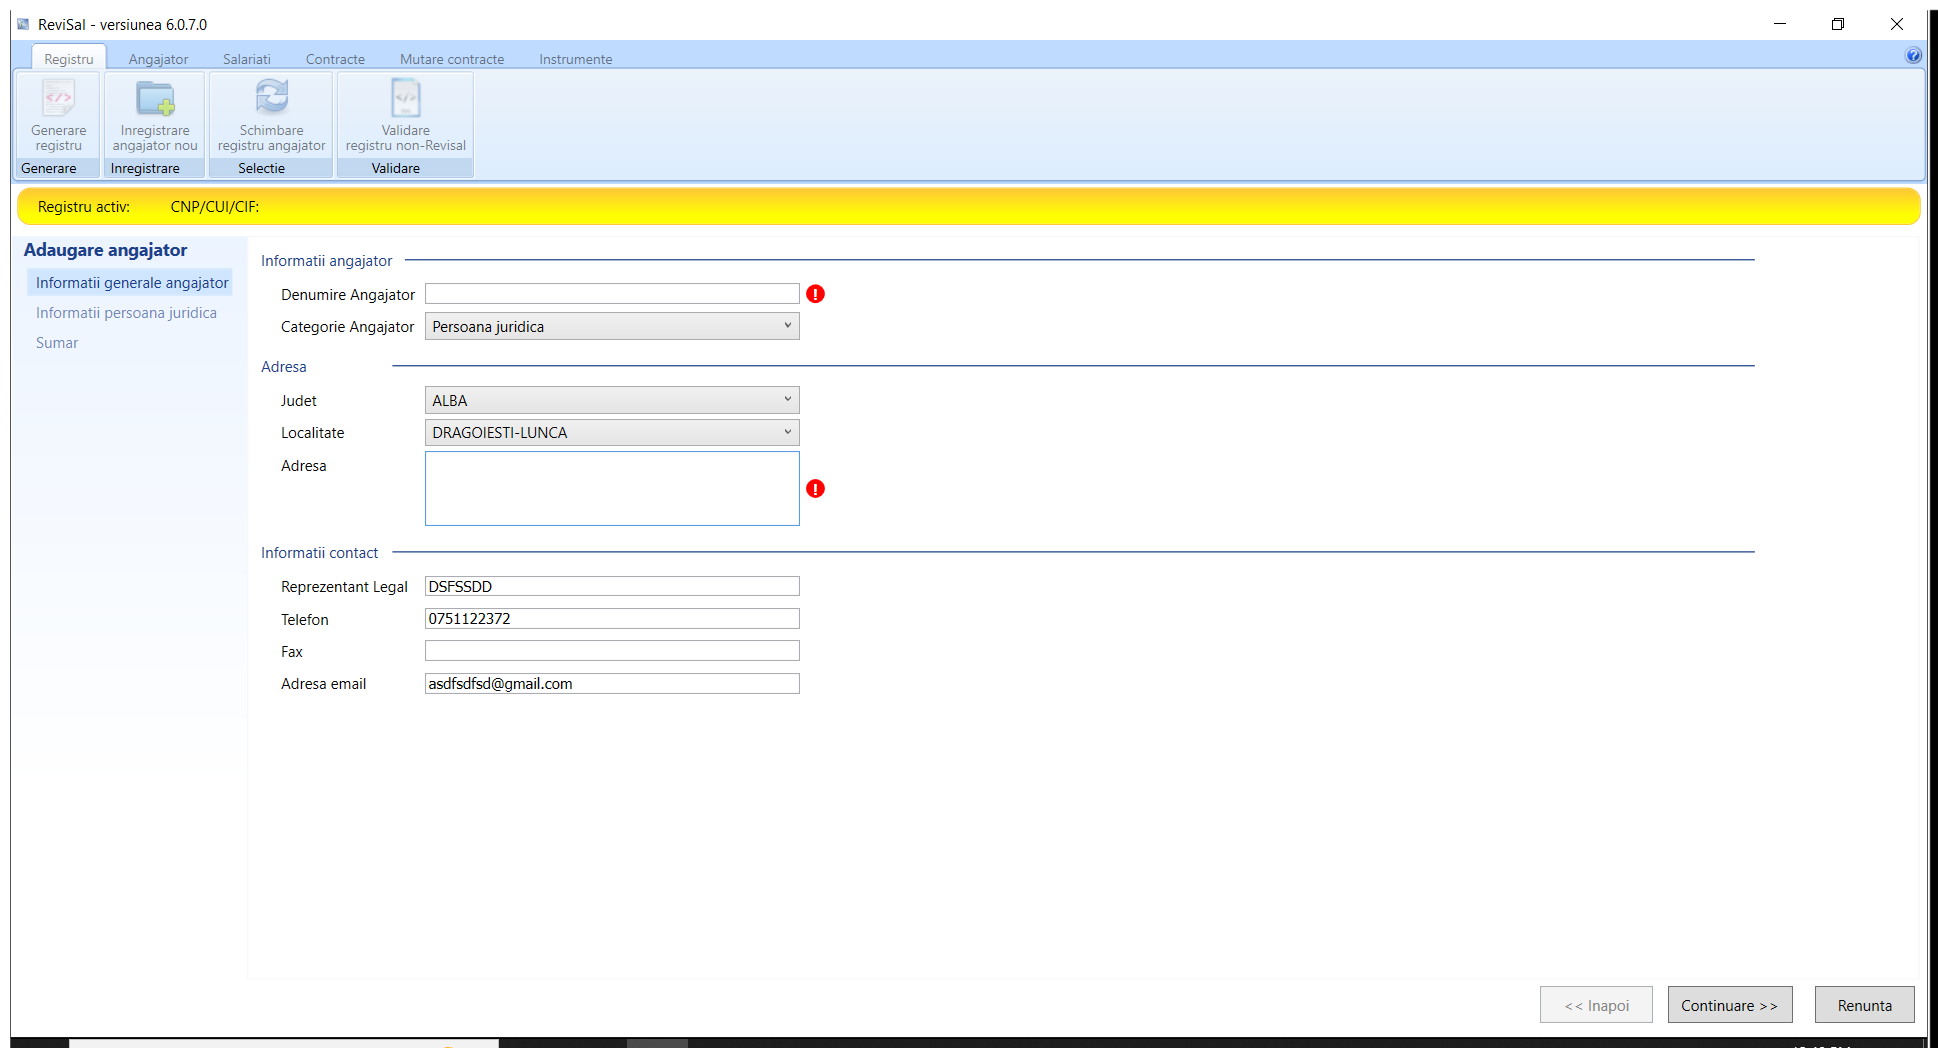 ReviSal - versiunea 6.0.7.0
Registru Angajator Salariati Contracte Mutare contracte Instrumente
Generare registru
Inregistrare angajator nou
Schimbare registru angajator
Validare registru non-Revisal
Generare Inregistrare Selectie Validare
Registru activ: CNP/CUI/CIF:
Adaugare angajator
Informatii generale angajator
Informatii persoana juridica
Sumar
Informatii angajator
Denumire Angajator
Categorie Angajator Persoana juridica
Adresa
Judet ALBA
Localitate DRAGOIESTI-LUNCA
Adresa
Informatii contact
Reprezentant Legal DSFSSDD
Telefon 0751122372
Fax
Adresa email asdfsdfsd@gmail.com
<< Inapoi Continuare >> Renunta